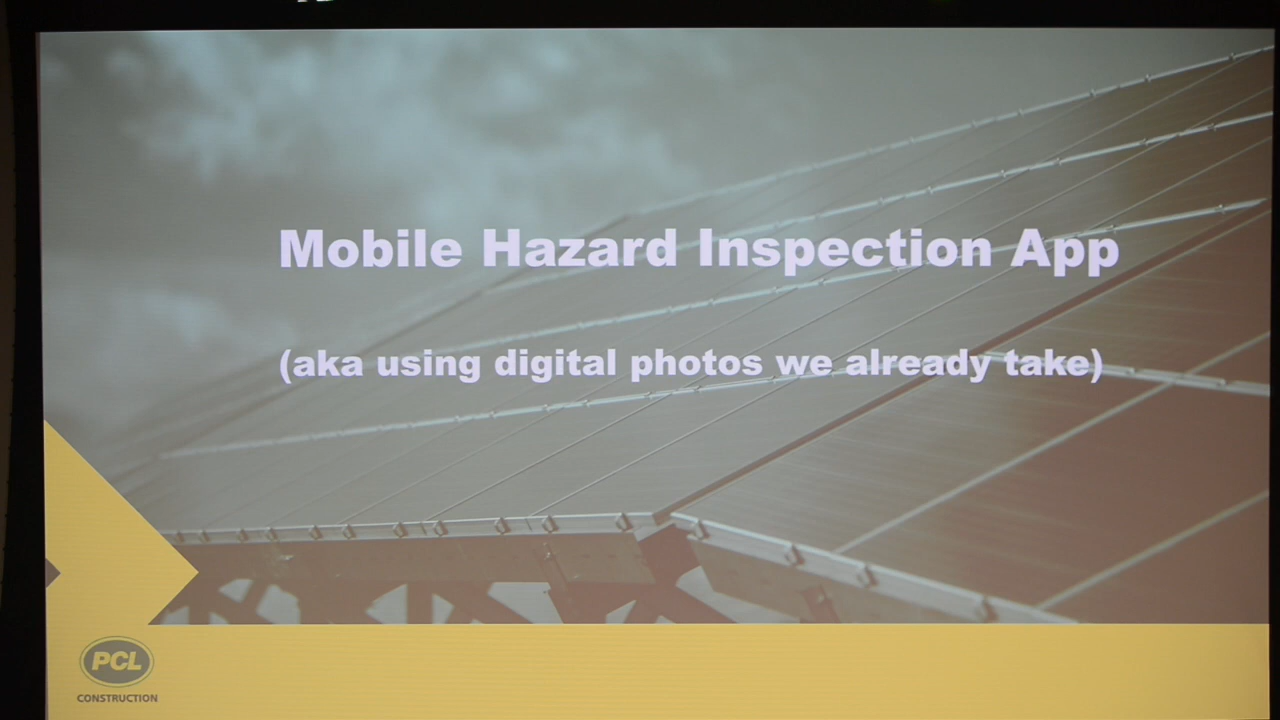 Mobile Hazard Inspection App
(aka using digital photos we already take)
PCL
CONSTRUCTION